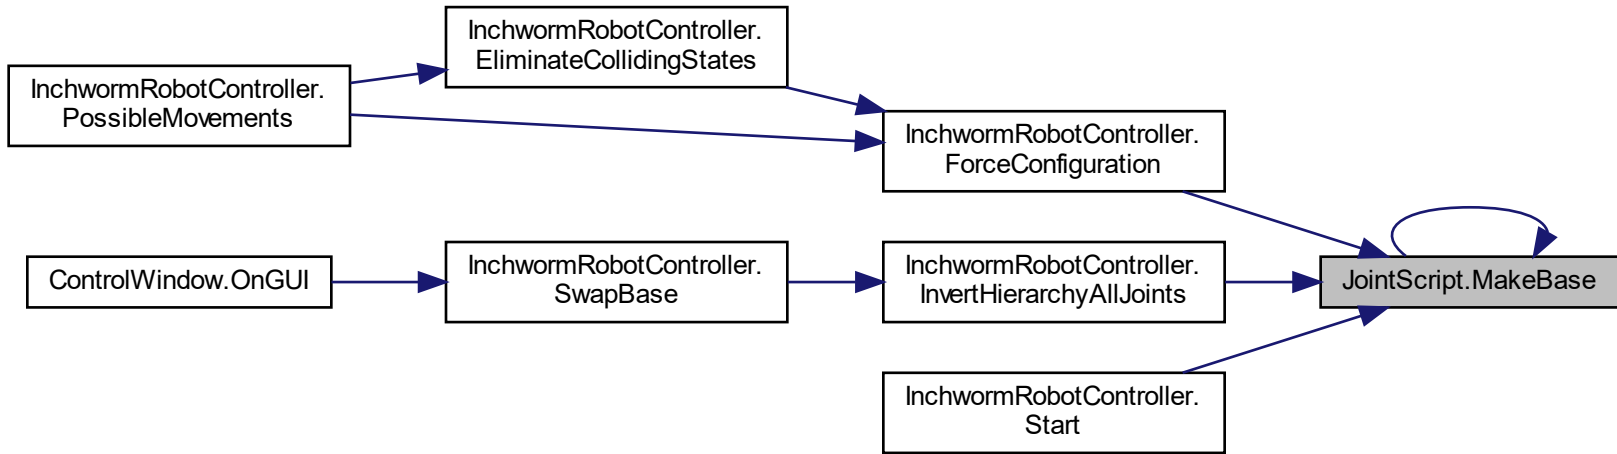 InchwormRobotController.
EliminateCollidingStates
InchwormRobotController.
PossibleMovements
InchwormRobotController.
ForceConfiguration
ControlWindow.OnGUI
InchwormRobotController.
SwapBase
InchwormRobotController.
InvertHierarchyAllJoints
JointScript.MakeBase
InchwormRobotController.
Start